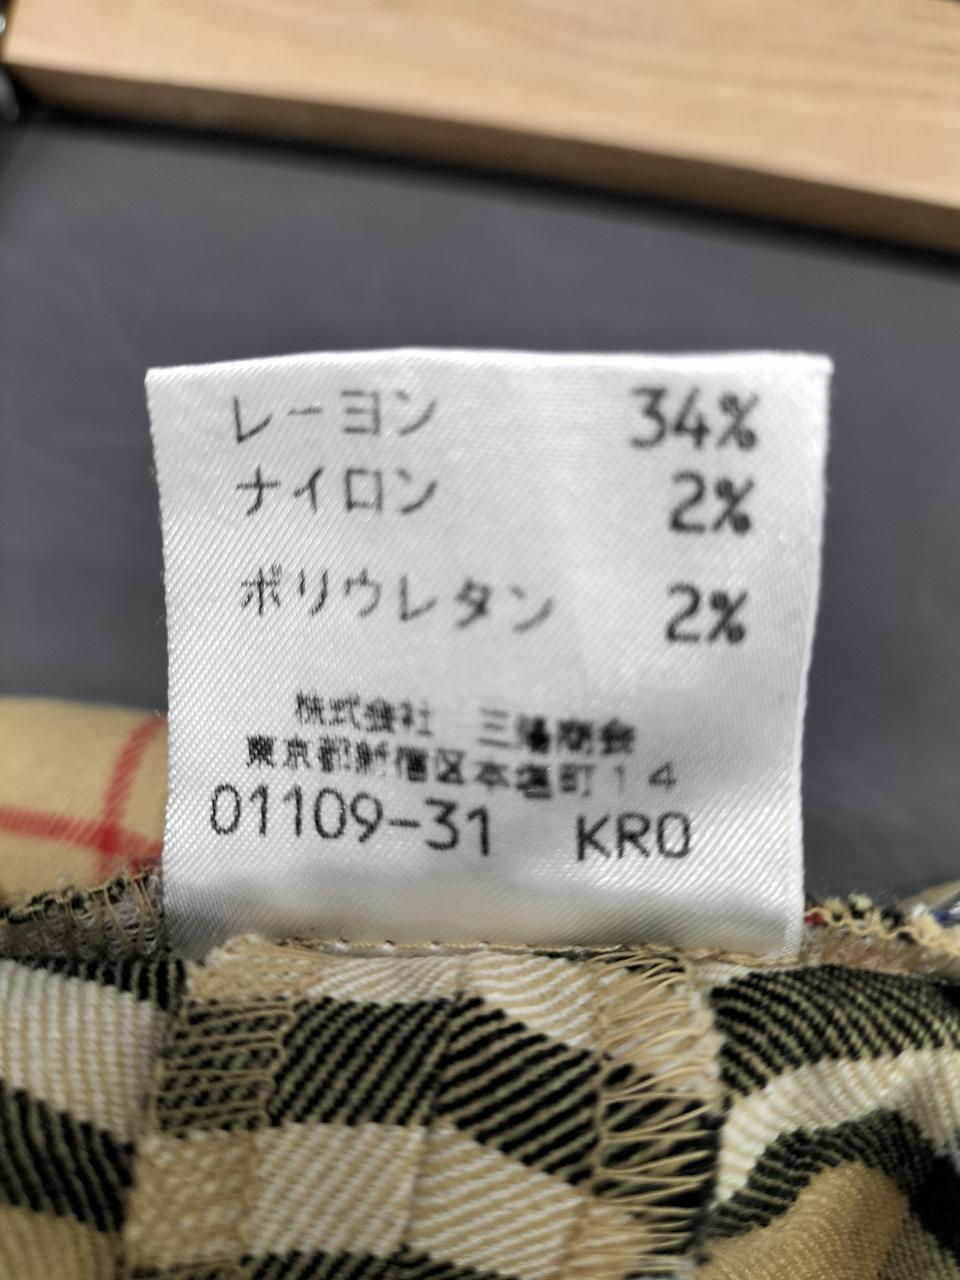 レーヨン 34%
ナイロン 2%
ポリウレタン 2%
株式会社 三陽商会
東京都新宿区本塩町14
01109-31 KRO